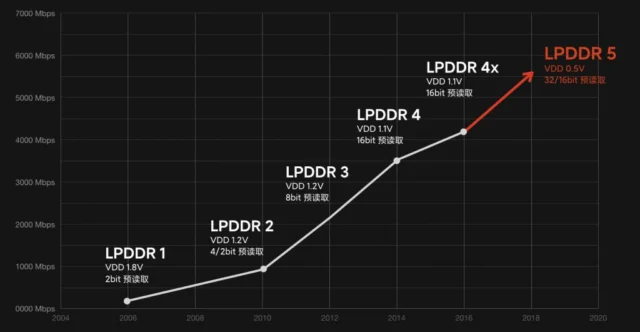 7000 Mbps
6000 Mbps
5000 Mbps
4000 Mbps
3000 Mbps
2000 Mbps
1000 Mbps
0000 Mbps
LPDDR 1
VDD 1.8V
2bit 预读取
LPDDR 2
VDD 1.2V
4/2bit 预读取
LPDDR 3
VDD 1.2V
8bit 预读取
LPDDR 4
VDD 1.1V
16bit 预读取
LPDDR 4x
VDD 1.1V
16bit 预读取
LPDDR 5
VDD 0.5V
32/16bit 预读取
2004 2006 2008 2010 2012 2014 2016 2018 2020